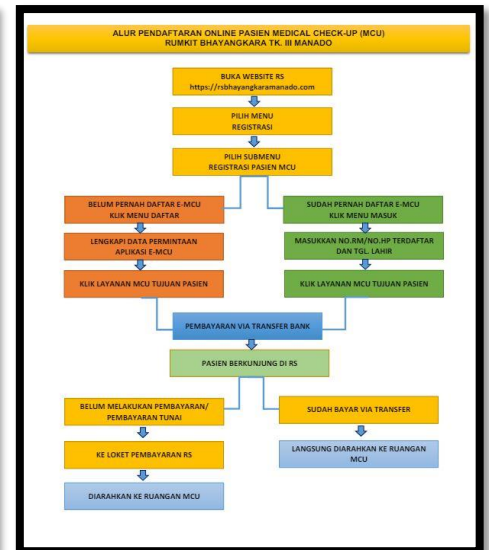 ALUR PENDAFTARAN ONLINE PASIEN MEDICAL CHECK-UP (MCU)
RUMKIT BHAYANGKARA TK. III MANADO
BUKA WEBSITE RS
https://rsbhayangkaramanado.com
PILIH MENU
REGISTRASI
PILIH SUBMENU
REGISTRASI PASIEN MCU
BELUM PERNAH DAFTAR E-MCU
KLIK MENU DAFTAR
LENGKAPI DATA PERMINTAAN
APLIKASI E-MCU
KLIK LAYANAN MCU TUJUAN PASIEN
SUDAH PERNAH DAFTAR E-MCU
KLIK MENU MASUK
MASUKKAN NO.RM/NO.HP TERDAFTAR
DAN TGL. LAHIR
KLIK LAYANAN MCU TUJUAN PASIEN
PEMBAYARAN VIA TRANSFER BANK
PASIEN BERKUNJUNG DI RS
BELUM MELAKUKAN PEMBAYARAN/
PEMBAYARAN TUNAI
KE LOKET PEMBAYARAN RS
DIARAHKAN KE RUANGAN MCU
SUDAH BAYAR VIA TRANSFER
LANGSUNG DIARAHKAN KE RUANGAN
MCU